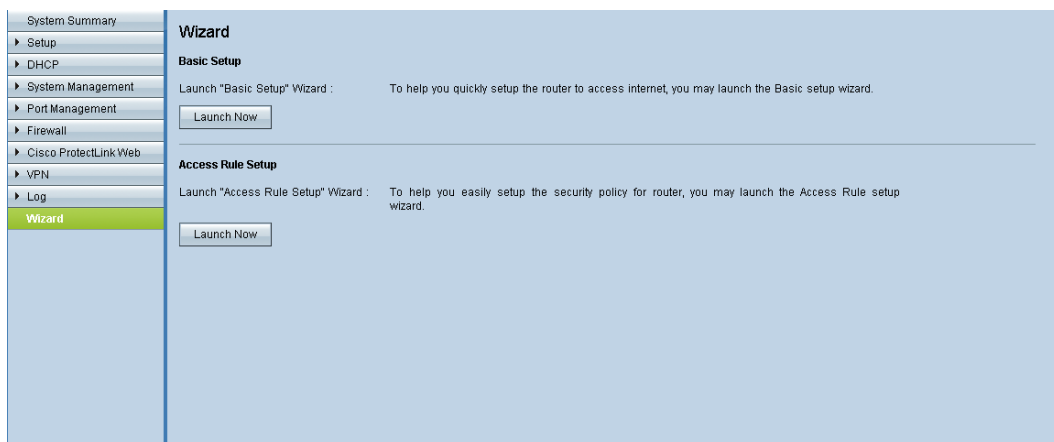 System Summary
Setup
DHCP
System Management
Port Management
Firewall
Cisco ProtectLink Web
VPN
Log
Wizard
Wizard
Basic Setup
Launch "Basic Setup" Wizard : To help you quickly setup the router to access internet, you may launch the Basic setup wizard.
Launch Now
Access Rule Setup
Launch "Access Rule Setup" Wizard : To help you easily setup the security policy for router, you may launch the Access Rule setup
wizard.
Launch Now